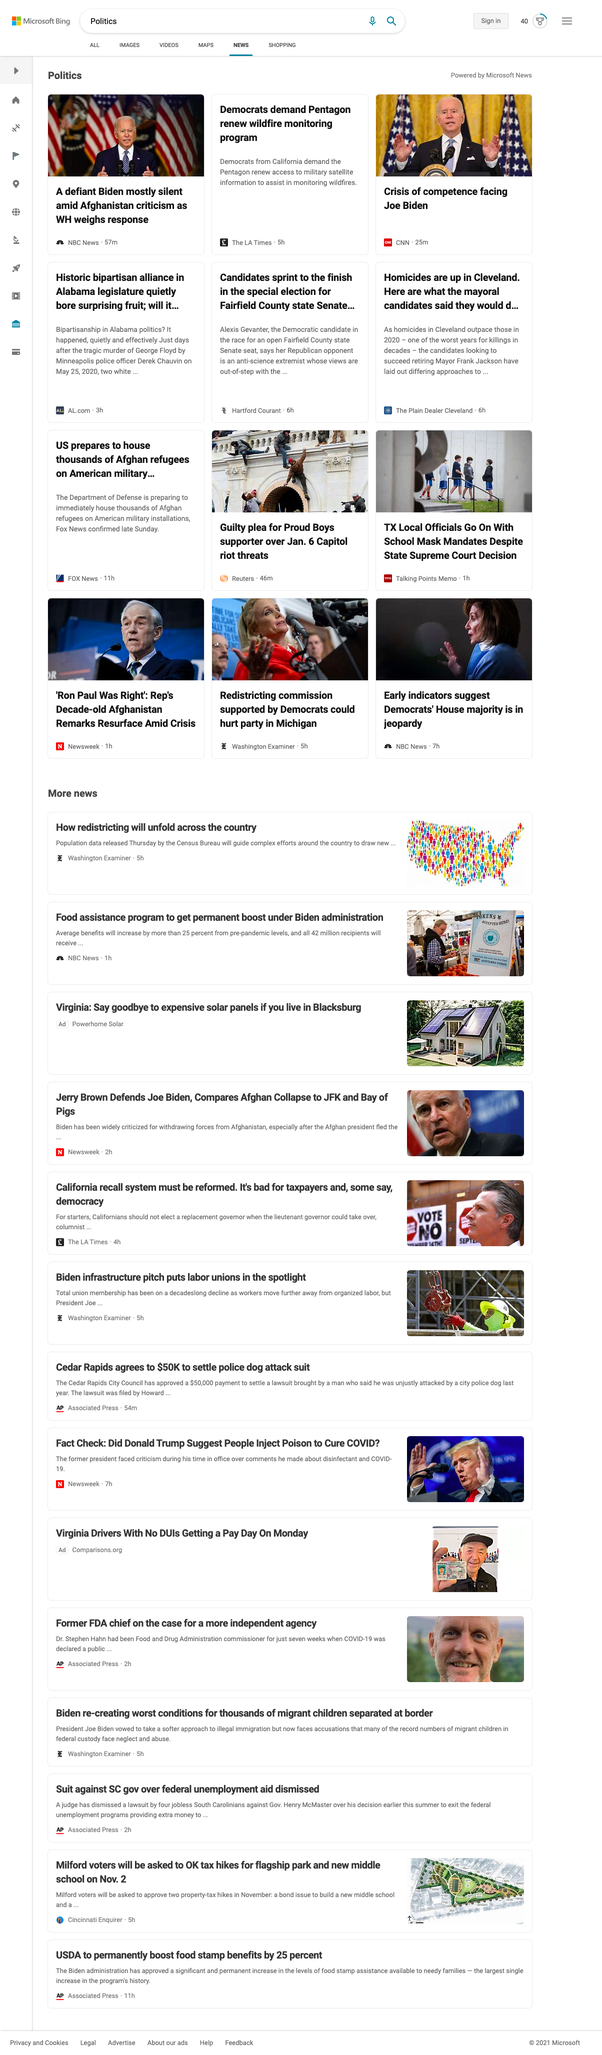 Microsoft Bing
Politics
Sign in
40
ALL
IMAGES
VIDEOS
MAPS
NEWS
SHOPPING
Politics
Powered by Microsoft News
A defiant Biden mostly silent
amid Afghanistan criticism as
WH weighs response
NBC News · 57m
Democrats demand Pentagon
renew wildfire monitoring
program
Democrats from California demand the
Pentagon renew access to military satellite
information to assist in monitoring wildfires.
The LA Times · 5h
Crisis of competence facing
Joe Biden
CNN · 25m
Historic bipartisan alliance in
Alabama legislature quietly
bore surprising fruit; will it…
Bipartisanship in Alabama politics? It
happened, quietly and effectively Just days
after the tragic murder of George Floyd by
Minneapolis police officer Derek Chauvin on
May 25, 2020, two white ...
AL.com · 3h
Candidates sprint to the finish
in the special election for
Fairfield County state Senate…
Alexis Gevanter, the Democratic candidate in
the race for an open Fairfield County state
Senate seat, says her Republican opponent
is an anti-science extremist whose views are
out-of-step with the ...
Hartford Courant · 6h
Homicides are up in Cleveland.
Here are what the mayoral
candidates said they would d…
As homicides in Cleveland outpace those in
2020 – one of the worst years for killings in
decades – the candidates looking to
succeed retiring Mayor Frank Jackson have
laid out differing approaches to ...
The Plain Dealer Cleveland · 6h
US prepares to house
thousands of Afghan refugees
on American military…
The Department of Defense is preparing to
immediately house thousands of Afghan
refugees on American military installations,
Fox News confirmed late Sunday.
FOX News · 11h
Guilty plea for Proud Boys
supporter over Jan. 6 Capitol
riot threats
Reuters · 46m
TX Local Officials Go On With
School Mask Mandates Despite
State Supreme Court Decision
Talking Points Memo · 1h
'Ron Paul Was Right': Rep's
Decade-old Afghanistan
Remarks Resurface Amid Crisis
Newsweek · 1h
Redistricting commission
supported by Democrats could
hurt party in Michigan
Washington Examiner · 5h
Early indicators suggest
Democrats' House majority is in
jeopardy
NBC News · 7h
More news
How redistricting will unfold across the country
Population data released Thursday by the Census Bureau will guide complex efforts around the country to draw new ...
Washington Examiner · 5h
Food assistance program to get permanent boost under Biden administration
Average benefits will increase by more than 25 percent from pre-pandemic levels, and all 42 million recipients will
receive ...
NBC News · 1h
Virginia: Say goodbye to expensive solar panels if you live in Blacksburg
Ad Powerhome Solar
Jerry Brown Defends Joe Biden, Compares Afghan Collapse to JFK and Bay of
Pigs
Biden has been widely criticized for withdrawing forces from Afghanistan, especially after the Afghan president fled the
...
Newsweek · 2h
California recall system must be reformed. It's bad for taxpayers and, some say,
democracy
For starters, Californians should not elect a replacement governor when the lieutenant governor could take over,
columnist ...
The LA Times · 4h
VOTE
NO
Biden infrastructure pitch puts labor unions in the spotlight
Total union membership has been on a decadeslong decline as workers move further away from organized labor, but
President Joe ...
Washington Examiner · 5h
Cedar Rapids agrees to $50K to settle police dog attack suit
The Cedar Rapids City Council has approved a $50,000 payment to settle a lawsuit brought by a man who said he was unjustly attacked by a city police dog last
year. The lawsuit was filed by Howard ...
Associated Press · 54m
Fact Check: Did Donald Trump Suggest People Inject Poison to Cure COVID?
The former president faced criticism during his time in office over comments he made about disinfectant and COVID-
19.
Newsweek · 7h
Virginia Drivers With No DUIs Getting a Pay Day On Monday
Ad Comparisons.org
Former FDA chief on the case for a more independent agency
Dr. Stephen Hahn had been Food and Drug Administration commissioner for just seven weeks when COVID-19 was
declared a public ...
Associated Press · 2h
Biden re-creating worst conditions for thousands of migrant children separated at border
President Joe Biden vowed to take a softer approach to illegal immigration but now faces accusations that many of the record numbers of migrant children in
federal custody face neglect and abuse.
Washington Examiner · 5h
Suit against SC gov over federal unemployment aid dismissed
A judge has dismissed a lawsuit by four jobless South Carolinians against Gov. Henry McMaster over his decision earlier this summer to exit the federal
unemployment programs providing extra money to ...
Associated Press · 2h
Milford voters will be asked to OK tax hikes for flagship park and new middle
school on Nov. 2
Milford voters will be asked to approve two property-tax hikes in November: a bond issue to build a new middle school
and a ...
Cincinnati Enquirer · 5h
USDA to permanently boost food stamp benefits by 25 percent
The Biden administration has approved a significant and permanent increase in the levels of food stamp assistance available to needy families — the largest single
increase in the program's history.
Associated Press · 11h
Privacy and Cookies
Legal
Advertise
About our ads
Help
Feedback
© 2021 Microsoft